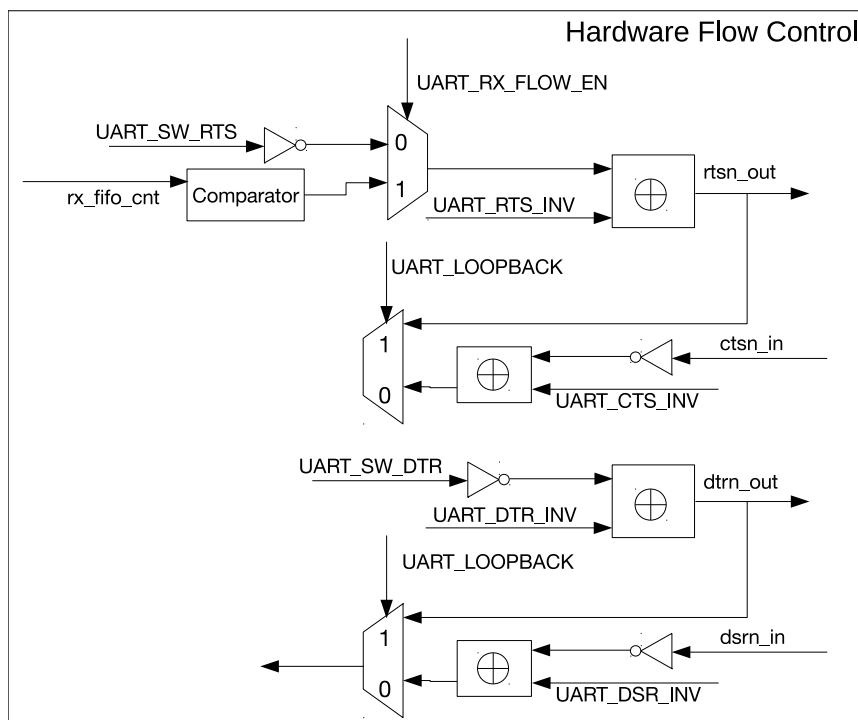 Hardware Flow Control
UART_RX_FLOW_EN
UART_SW_RTS
0
rx_fifo_cnt
Comparator
1
UART_RTS_INV
rtsn_out
UART_LOOPBACK
1
ctsn_in
0
UART_CTS_INV
UART_SW_DTR
dtrn_out
UART_DTR_INV
UART_LOOPBACK
1
dsrn_in
0
UART_DSR_INV